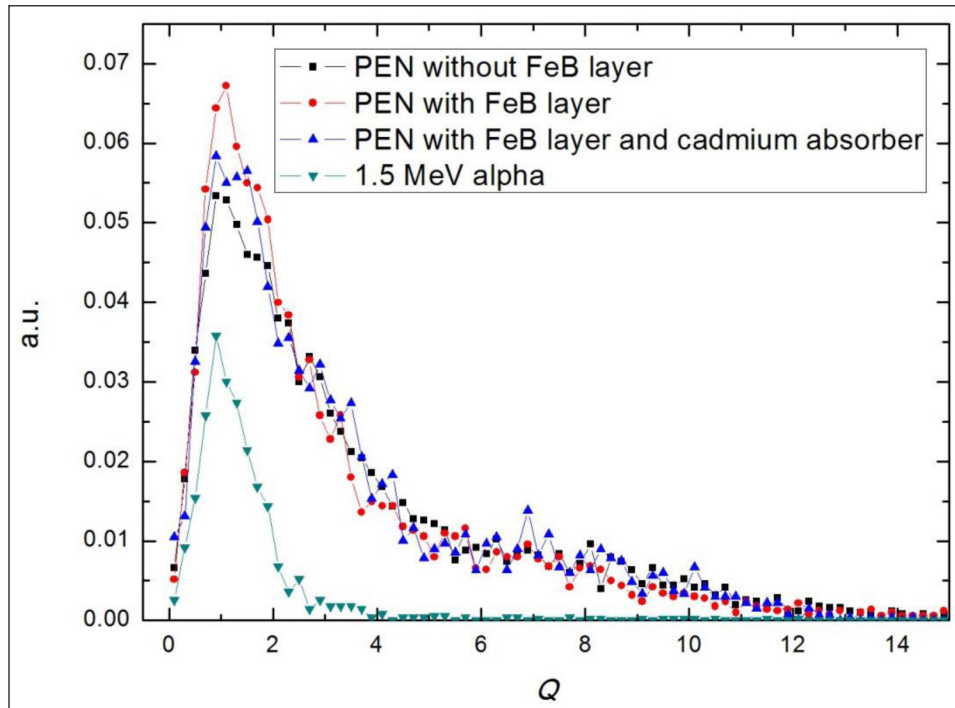 PEN without FeB layer
PEN with FeB layer
PEN with FeB layer and cadmium absorber
1.5 MeV alpha
0.07
0.06
0.05
0.04
0.03
0.02
0.01
0.00
a.u.
0 2 4 6 8 10 12 14
Q